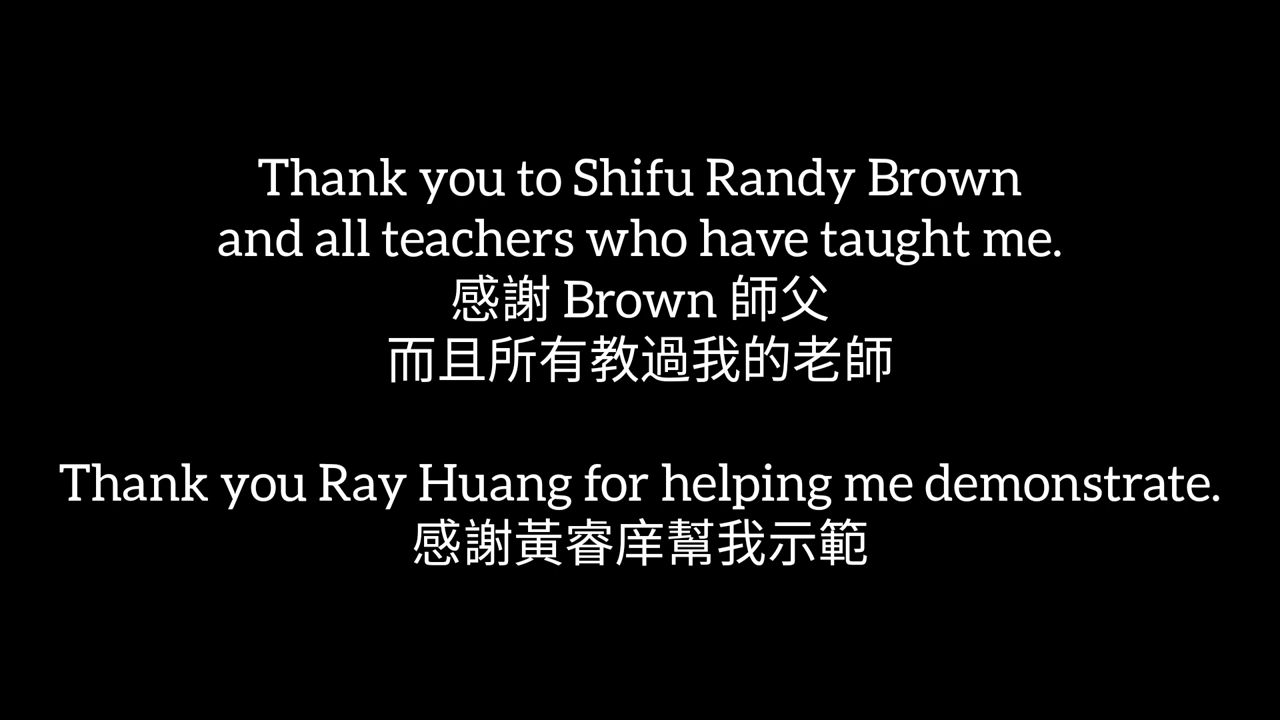 Thank you to Shifu Randy Brown
and all teachers who have taught me.
感謝 Brown 師父
而且所有教過我的老師
Thank you Ray Huang for helping me demonstrate.
感謝黃睿庠幫我示範